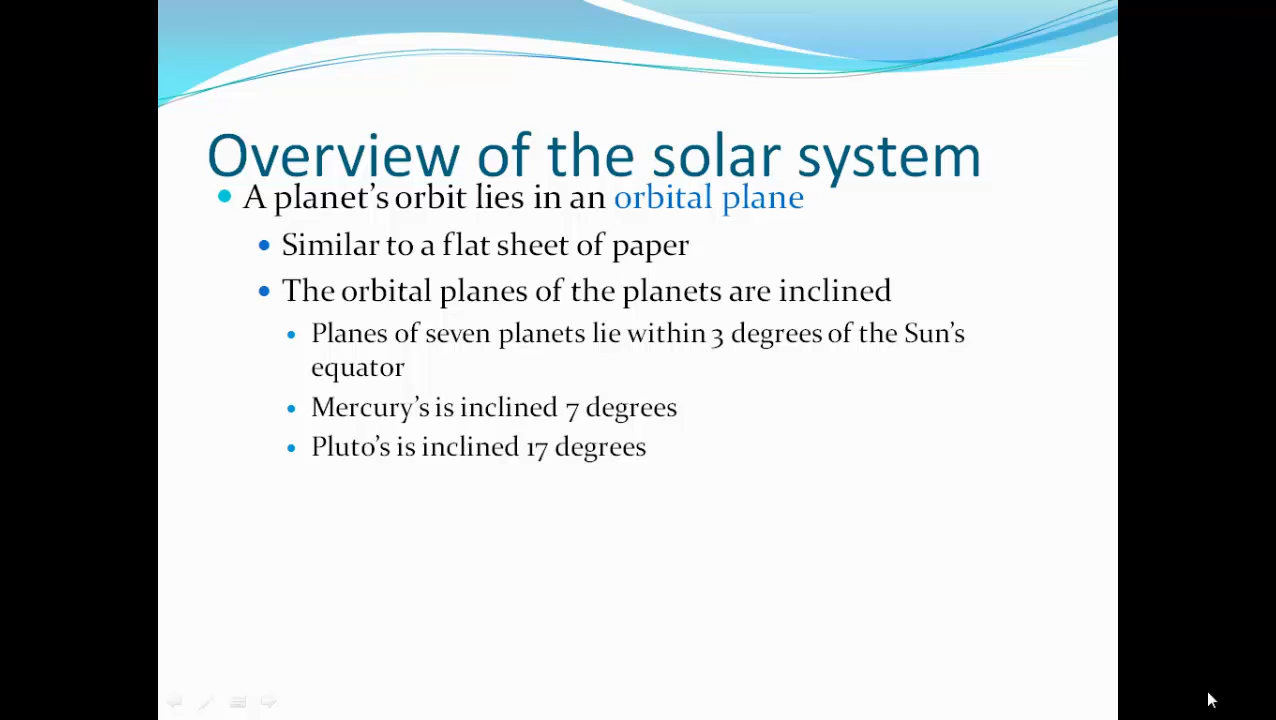 Overview of the solar system
• A planet’s orbit lies in an orbital plane
• Similar to a flat sheet of paper
• The orbital planes of the planets are inclined
• Planes of seven planets lie within 3 degrees of the Sun’s
equator
• Mercury’s is inclined 7 degrees
• Pluto’s is inclined 17 degrees